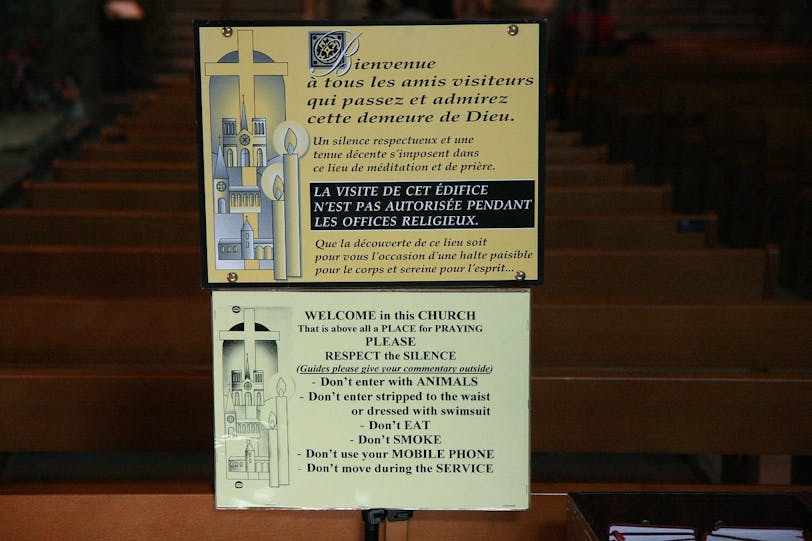 Bienvenue
à tous les amis visiteurs
qui passez et admirez
cette demeure de Dieu.
Un silence respectueux et une
tenue décente s'imposent dans
ce lieu de méditation et de prière.
LA VISITE DE CET ÉDIFICE
N'EST PAS AUTORISÉE PENDANT
LES OFFICES RELIGIEUX.
Que la découverte de ce lieu soit
pour vous l'occasion d'une halte paisible
pour le corps et sereine pour l'esprit...
WELCOME in this CHURCH
That is above all a PLACE for PRAYING
PLEASE
RESPECT the SILENCE
(Guides please give your commentary outside)
- Don't enter with ANIMALS
- Don't enter stripped to the waist
or dressed with swimsuit
- Don't EAT
- Don't SMOKE
- Don't use your MOBILE PHONE
- Don't move during the SERVICE